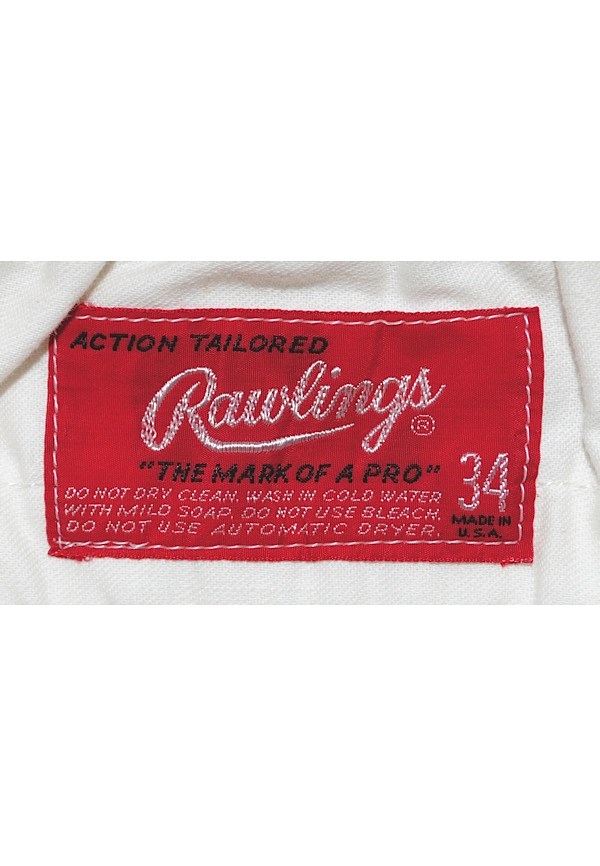 ACTION TAILORED
Rawlings®
"THE MARK OF A PRO"
DO NOT DRY CLEAN. WASH IN COLD WATER
WITH MILD SOAP. DO NOT USE BLEACH.
DO NOT USE AUTOMATIC DRYER.
34
MADE IN
U.S.A.